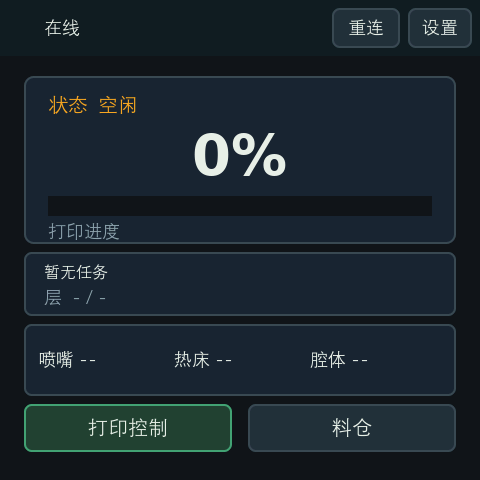 在线 重连 设置
状态 空闲
0%
打印进度
暂无任务
层 - / -
喷嘴 -- 热床 -- 腔体 --
打印控制 料仓